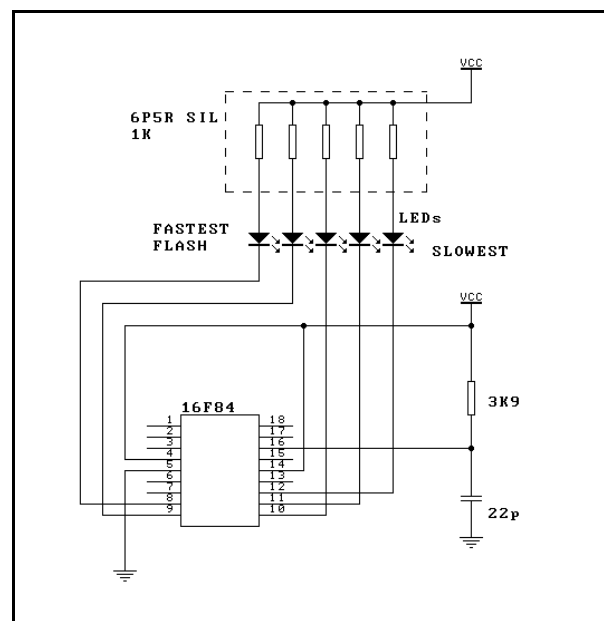 VCC
6P5R SIL
1K
LEDs
FASTEST
FLASH
SLOWEST
VCC
3K9
16F84
1 18
2 17
3 16
4 15
5 14
6 13
7 12
8 11
9 10
22p